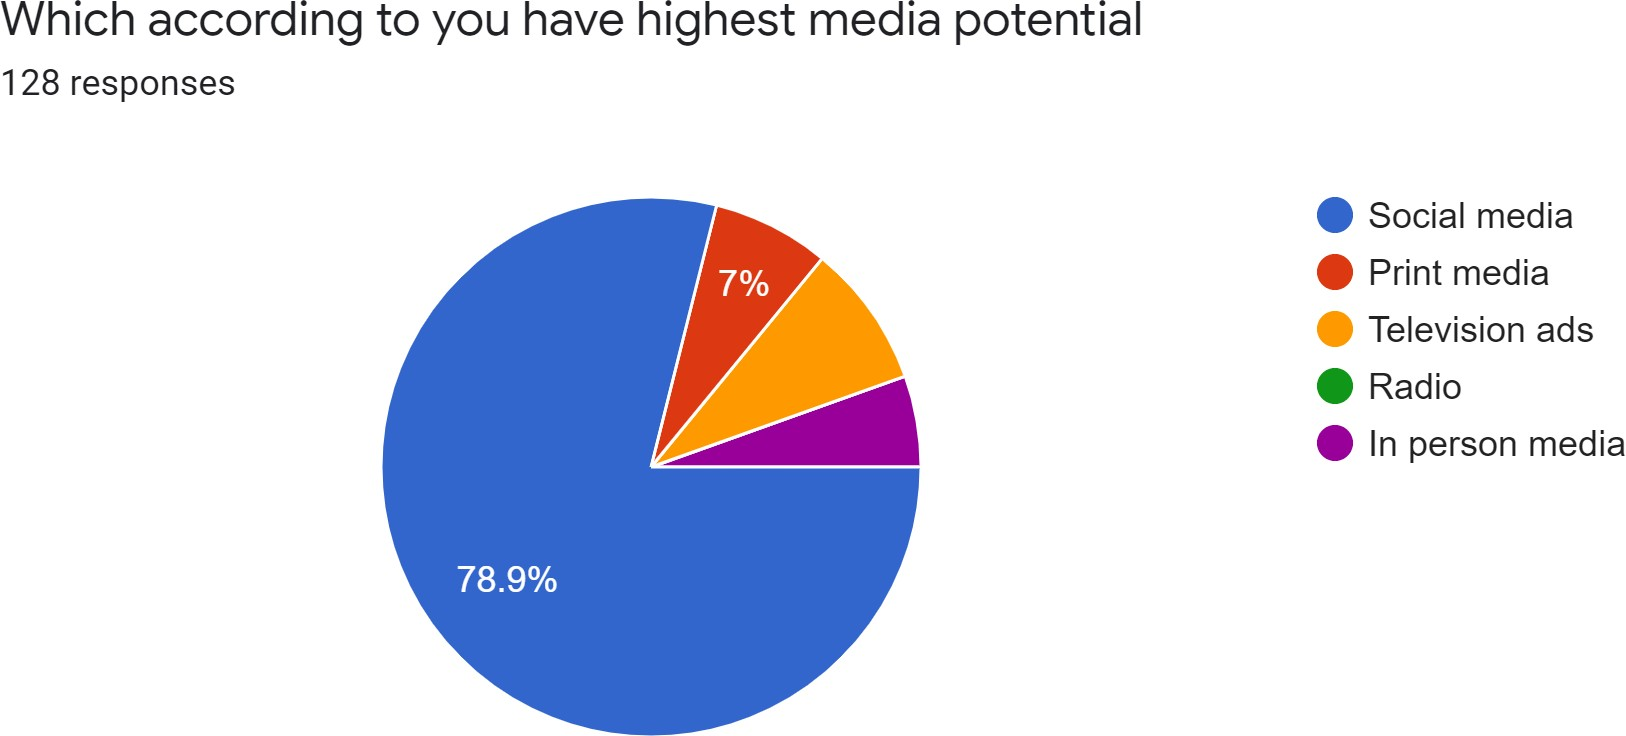 Which according to you have highest media potential
128 responses
7%
78.9%
Social media
Print media
Television ads
Radio
In person media